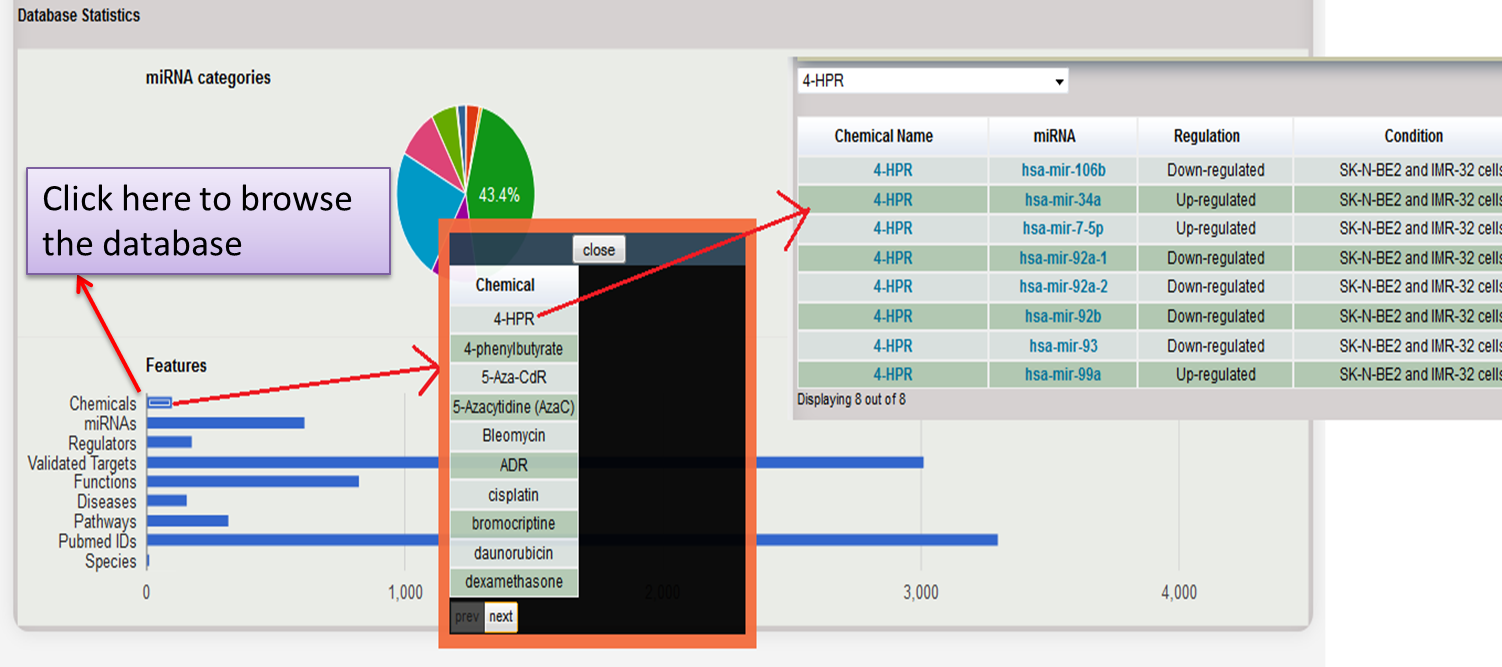 Database Statistics
miRNA categories
43.4%
Click here to browse
the database
Features
Chemicals
miRNAs
Regulators
Validated Targets
Functions
Diseases
Pathways
Pubmed IDs
Species
0
1,000
2,000
3,000
4,000
close
Chemical
4-HPR
4-phenylbutyrate
5-Aza-CdR
5-Azacytidine (AzaC)
Bleomycin
ADR
cisplatin
bromocriptine
daunorubicin
dexamethasone
prev next
4-HPR
Chemical Name miRNA Regulation Condition
4-HPR hsa-mir-106b Down-regulated SK-N-BE2 and IMR-32 cells
4-HPR hsa-mir-34a Up-regulated SK-N-BE2 and IMR-32 cells
4-HPR hsa-mir-7-5p Up-regulated SK-N-BE2 and IMR-32 cells
4-HPR hsa-mir-92a-1 Down-regulated SK-N-BE2 and IMR-32 cells
4-HPR hsa-mir-92a-2 Down-regulated SK-N-BE2 and IMR-32 cells
4-HPR hsa-mir-92b Down-regulated SK-N-BE2 and IMR-32 cells
4-HPR hsa-mir-93 Down-regulated SK-N-BE2 and IMR-32 cells
4-HPR hsa-mir-99a Up-regulated SK-N-BE2 and IMR-32 cells
Displaying 8 out of 8